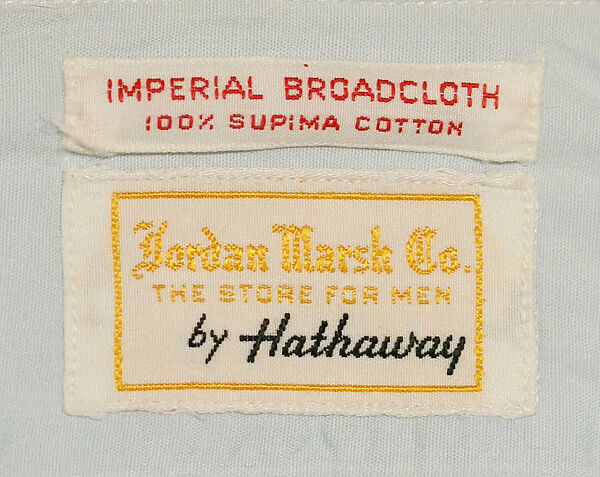 IMPERIAL BROADCLOTH
100% SUPIMA COTTON
Jordan Marsh Co.
THE STORE FOR MEN
by Hathaway